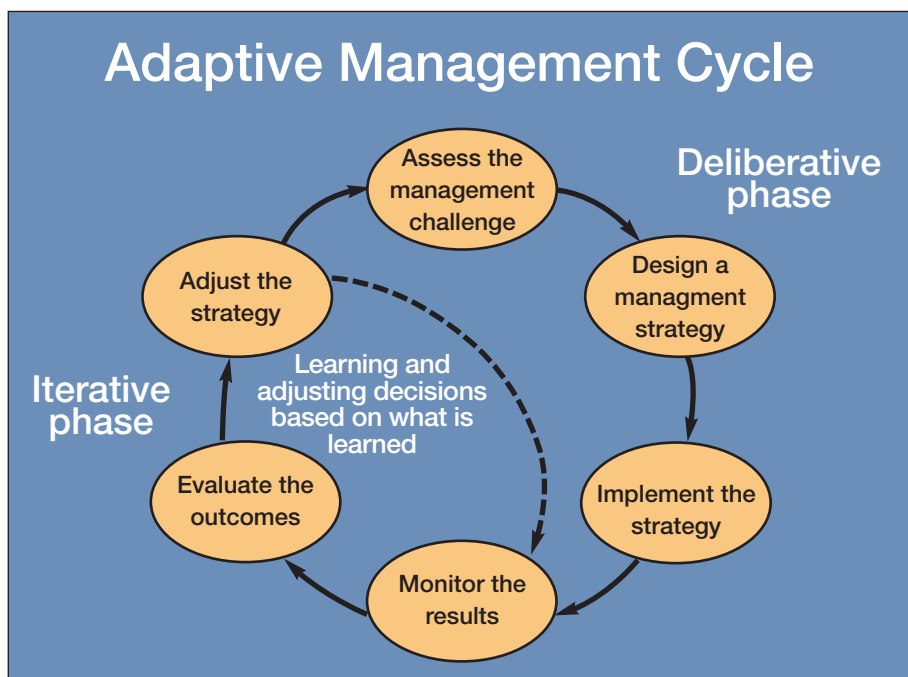 Adaptive Management Cycle
Assess the
management
challenge
Deliberative
phase
Design a
managment
strategy
Implement the
strategy
Monitor the
results
Evaluate the
outcomes
Iterative
phase
Adjust the
strategy
Learning and
adjusting decisions
based on what is
learned